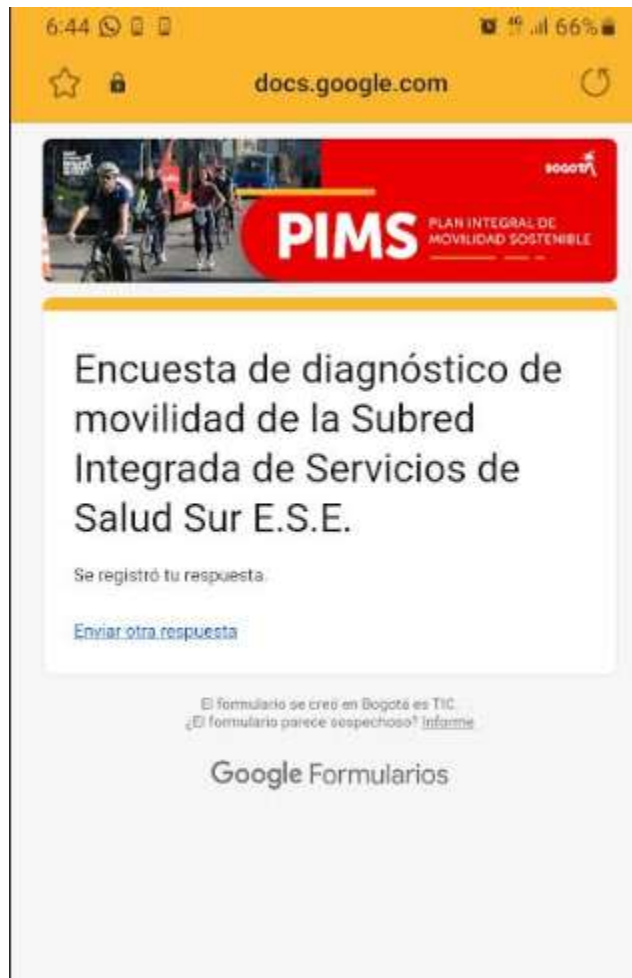 6:44
4G 66%
docs.google.com
BOGOTÁ
PIMS
PLAN INTEGRAL DE
MOVILIDAD SOSTENIBLE
Encuesta de diagnóstico de
movilidad de la Subred
Integrada de Servicios de
Salud Sur E.S.E.
Se registró tu respuesta.
Enviar otra respuesta
El formulario se creó en Bogotá es TIC.
¿El formulario parece sospechoso? Informe
Google Formularios